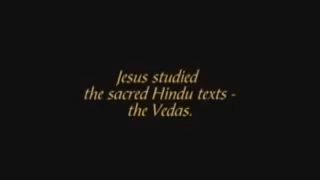 Jesus studied
the sacred Hindu texts -
the Vedas.